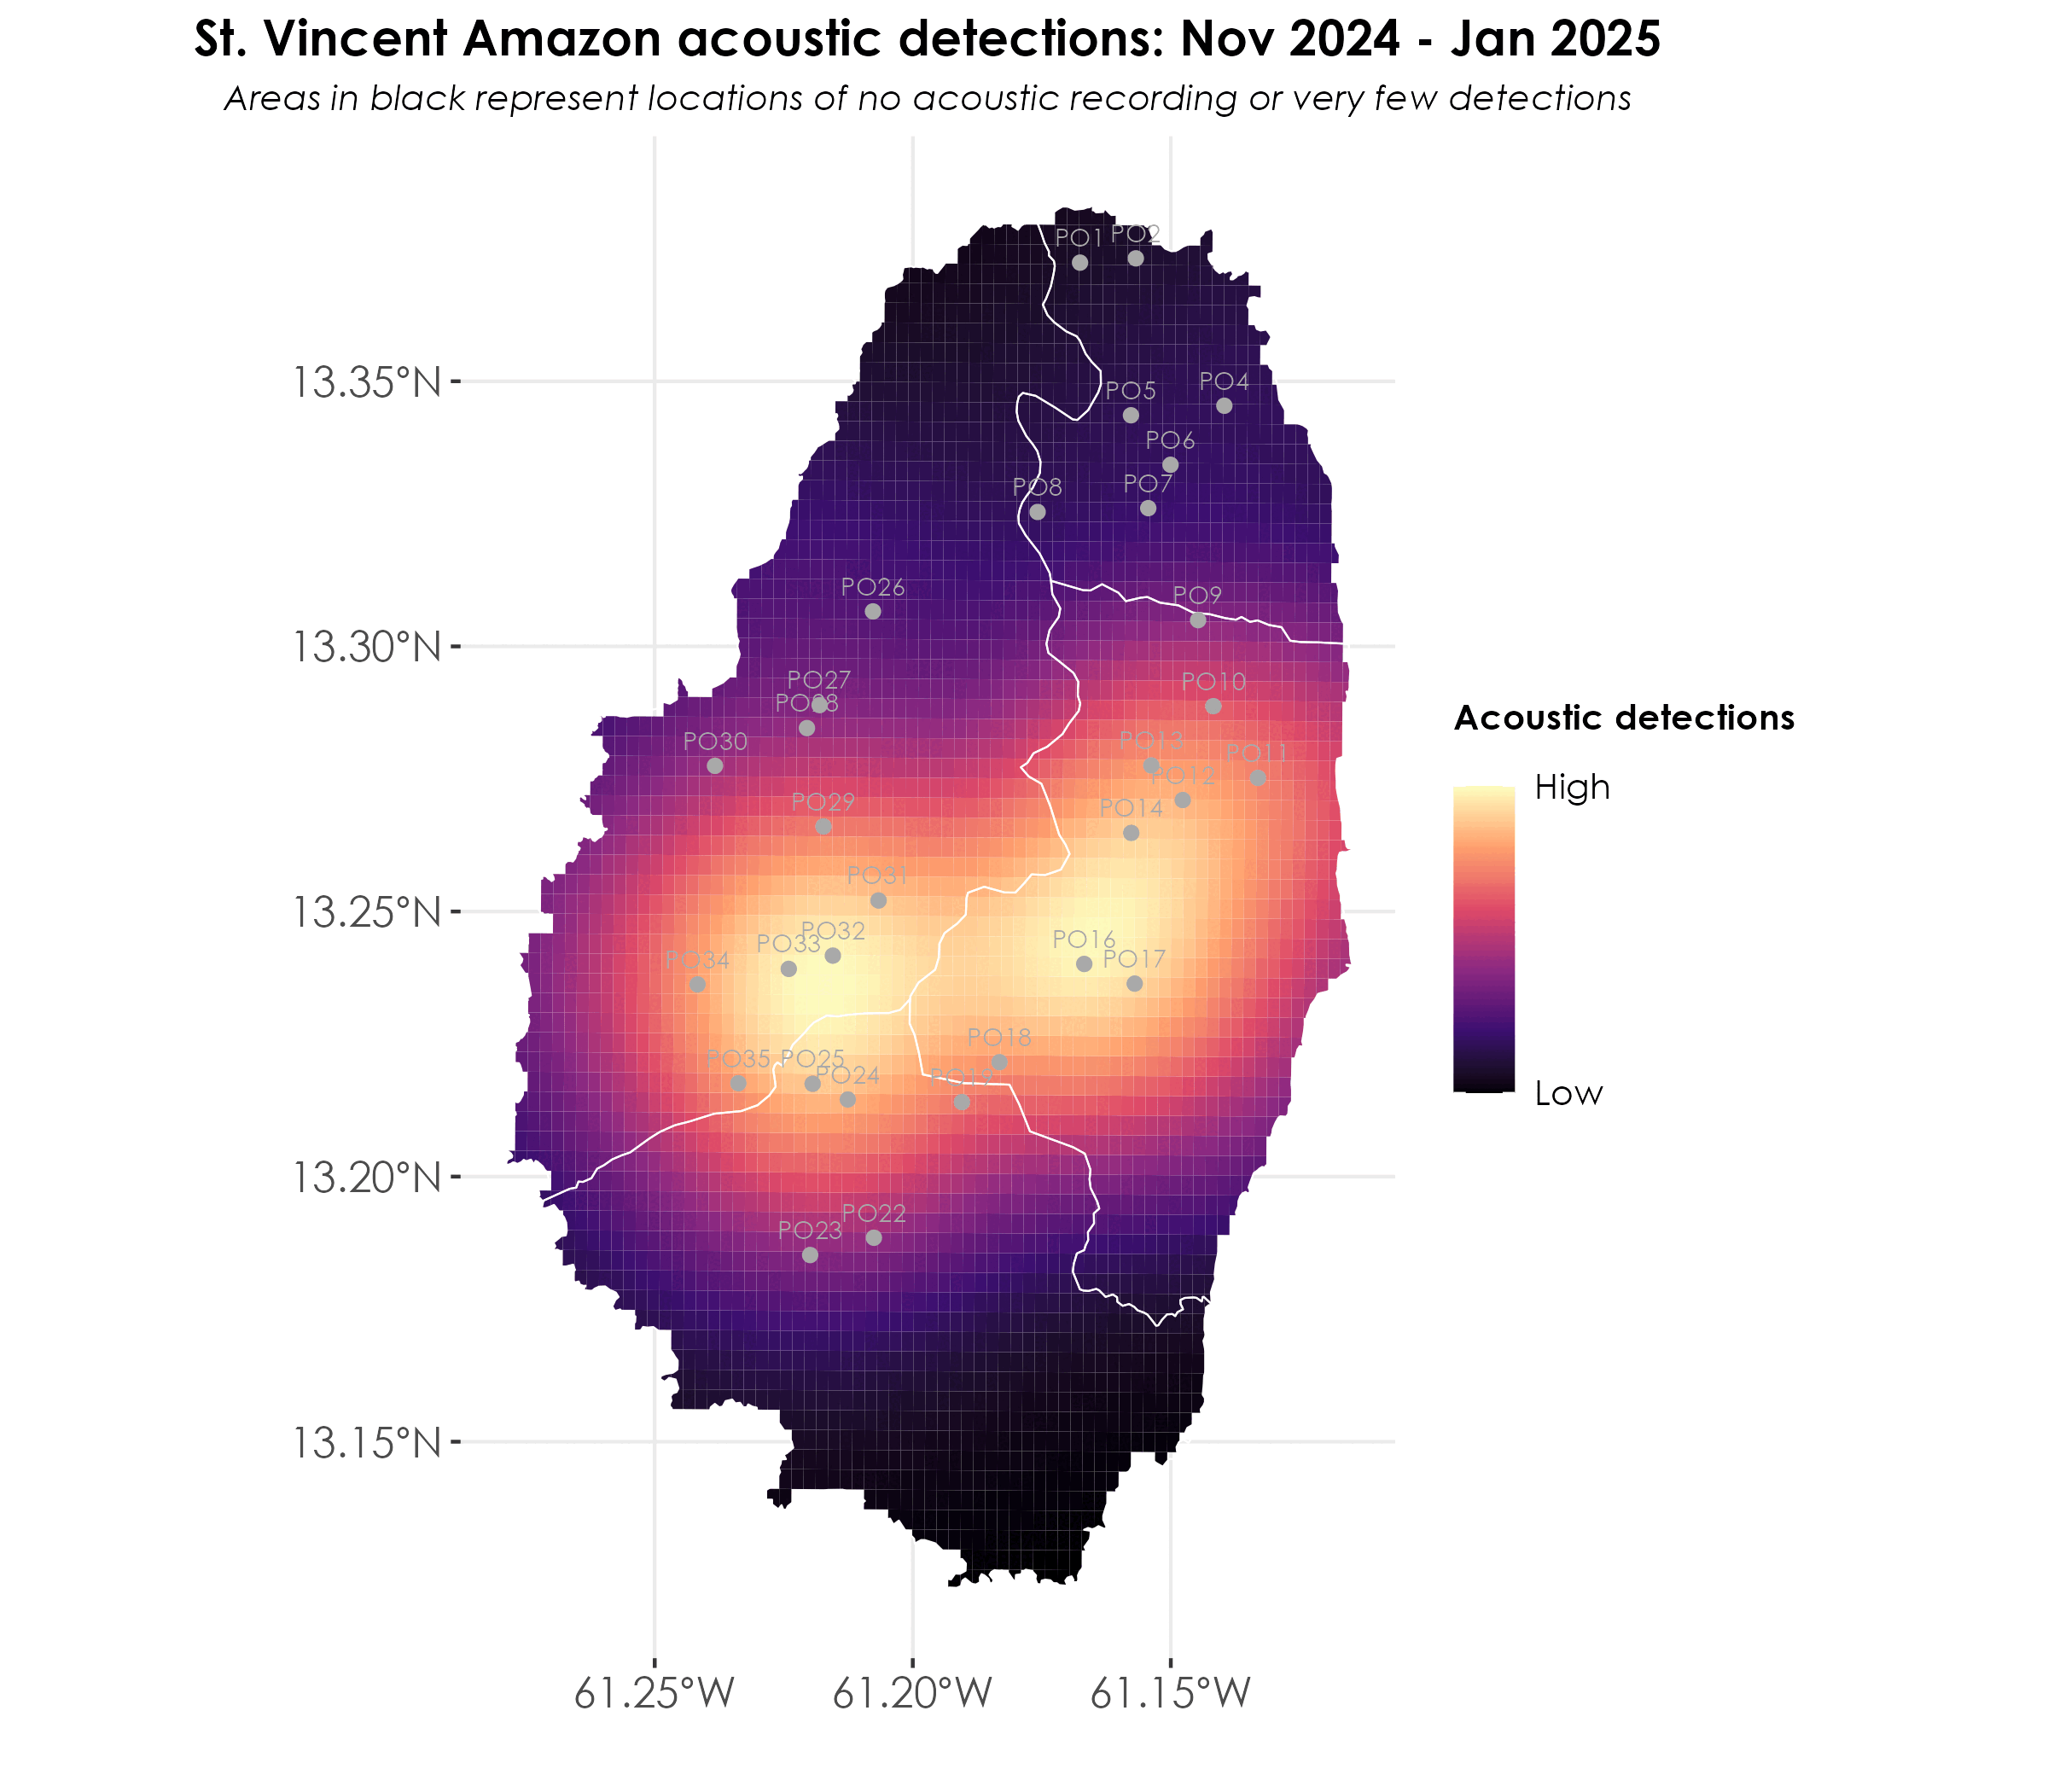 St. Vincent Amazon acoustic detections: Nov 2024 - Jan 2025
Areas in black represent locations of no acoustic recording or very few detections
PO1 PO2
13.35°N
PO5 PO4
PO6
PO8 PO7
PO26 PO9
13.30°N
PO27 PO10
PO28
PO30 PO13 PO11
PO12
PO29 PO14
Acoustic detections
High
Low
PO31
13.25°N
PO33 PO32 PO16
PO34 PO17
PO18
PO35 PO25
PO24 PO19
13.20°N
PO22
PO23
13.15°N
61.25°W 61.20°W 61.15°W